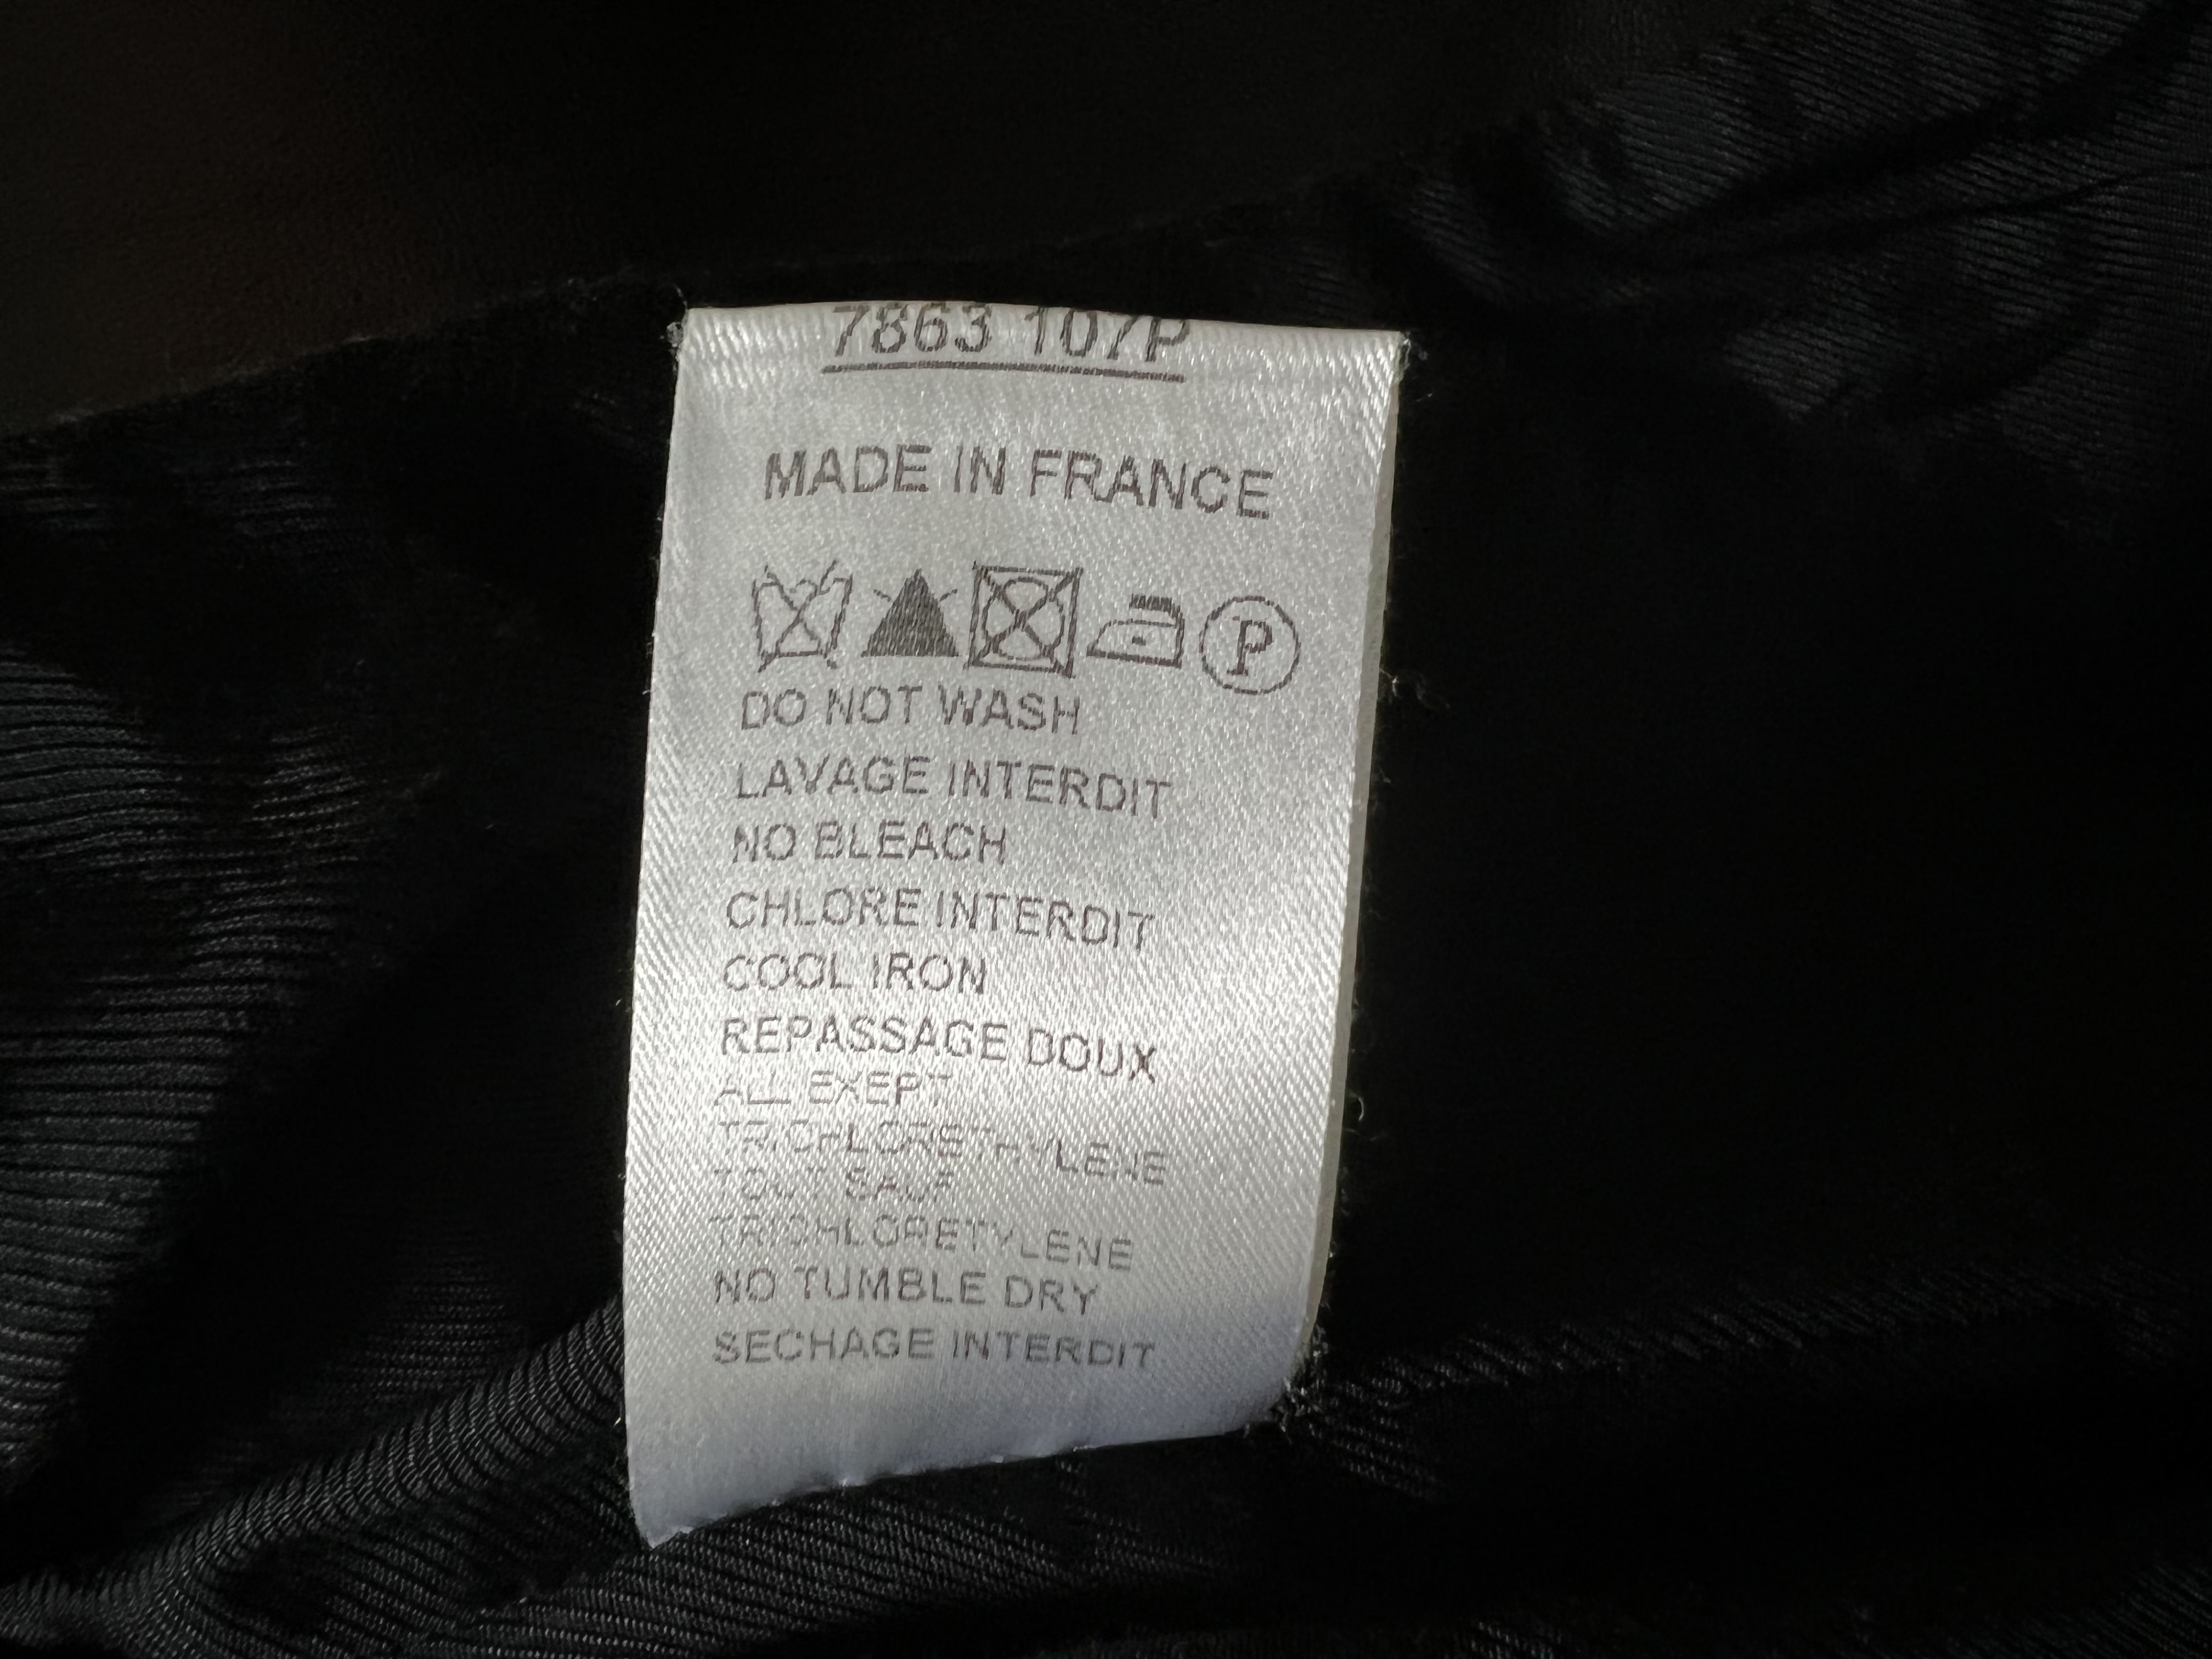 7863 107P
MADE IN FRANCE
P
DO NOT WASH
LAVAGE INTERDIT
NO BLEACH
CHLORE INTERDIT
COOL IRON
REPASSAGE DOUX
ALL EXEPT
TRICHLORETHYLENE
TOUT SAUF
TRICHLORETYLENE
NO TUMBLE DRY
SECHAGE INTERDIT